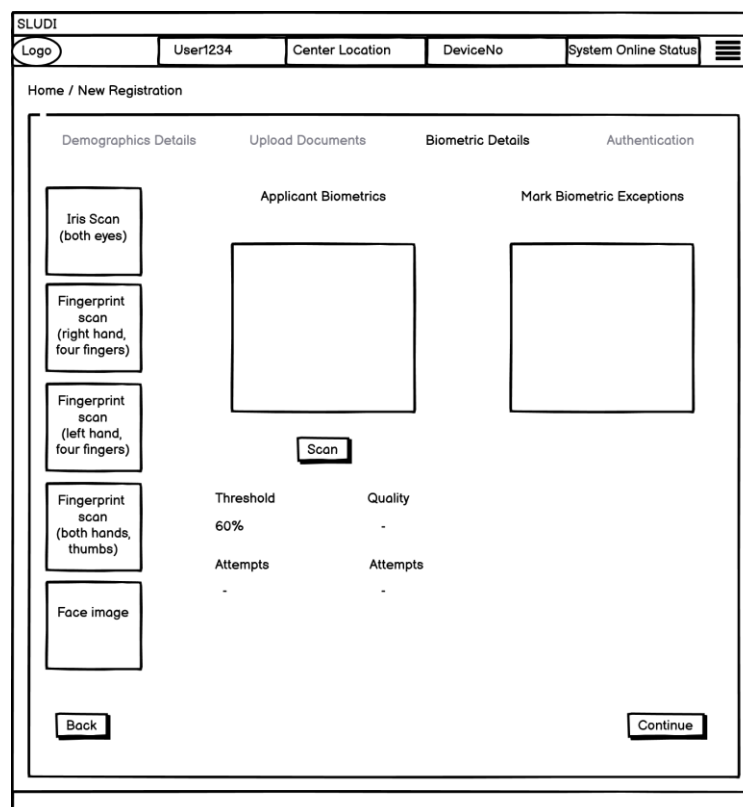 SLUDI
Logo User1234 Center Location DeviceNo System Online Status
Home / New Registration
Demographics Details Upload Documents Biometric Details Authentication
Applicant Biometrics Mark Biometric Exceptions
Iris Scan
(both eyes)
Fingerprint
scan
(right hand,
four fingers)
Fingerprint
scan
(left hand,
four fingers)
Fingerprint
scan
(both hands,
thumbs)
Face image
Scan
Threshold Quality
60% -
Attempts Attempts
- -
Back Continue